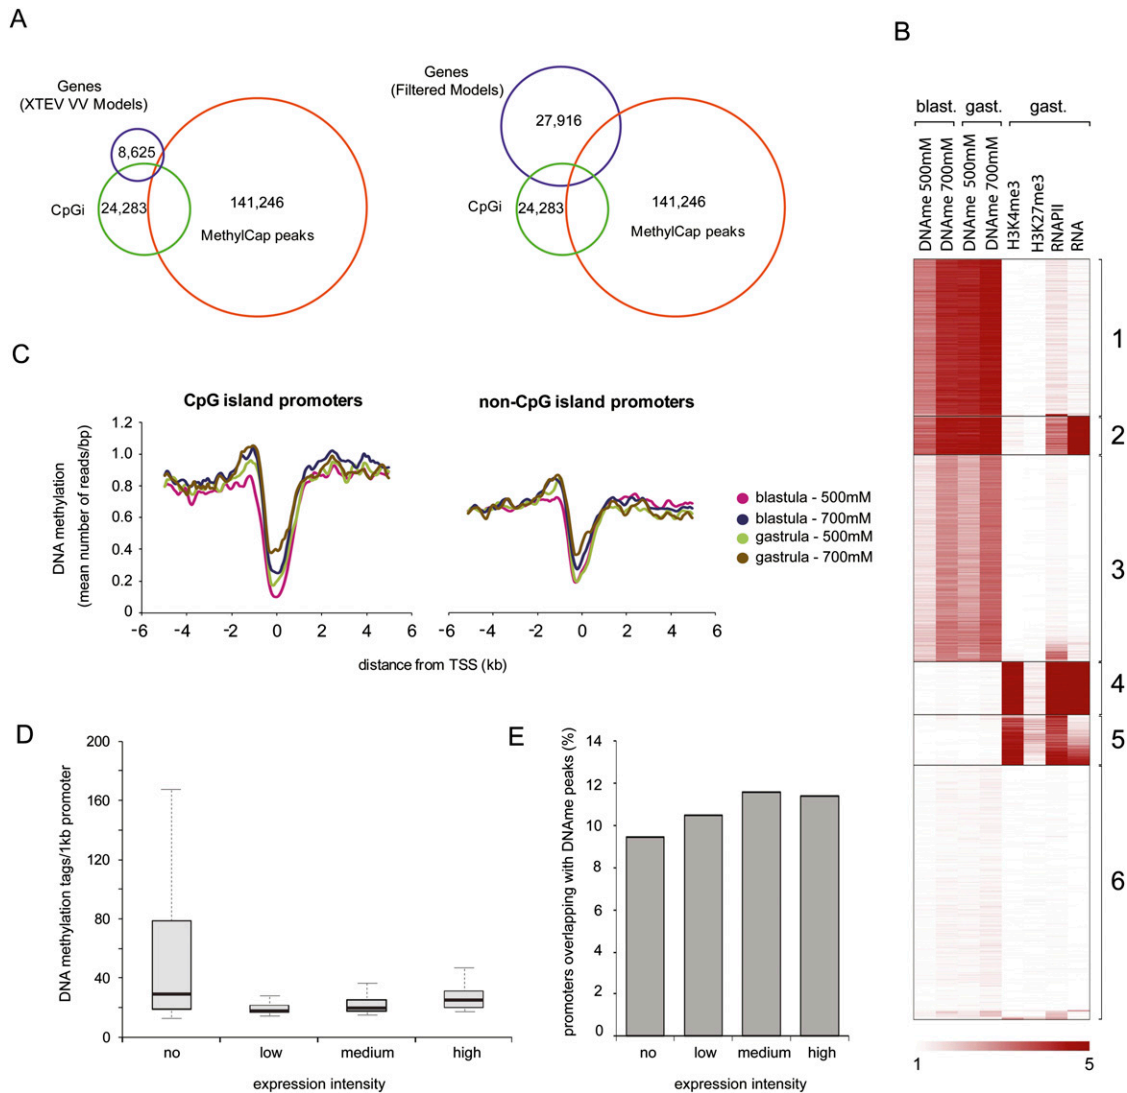 A
Genes
(XTEV VV Models)
8,625
24,283
CpGi
141,246
MethylCap peaks
Genes
(Filtered Models)
27,916
24,283
CpGi
141,246
MethylCap peaks
B
blast. gast. gast.
DNAme 500mM
DNAme 700mM
DNAme 500mM
DNAme 700mM
H3K4me3
H3K27me3
RNAPII
RNA
1
2
3
4
5
6
1 5
C
CpG island promoters
non-CpG island promoters
DNA methylation
(mean number of reads/bp)
1.2
1.0
0.8
0.6
0.4
0.2
0
-6 -4 -2 0 2 4 6
-6 -4 -2 0 2 4 6
distance from TSS (kb)
blastula - 500mM
blastula - 700mM
gastrula - 500mM
gastrula - 700mM
D
DNA methylation tags/1kb promoter
200
160
120
80
40
0
no low medium high
expression intensity
E
promoters overlapping with DNAme peaks (%)
14
12
10
8
6
4
2
0
no low medium high
expression intensity